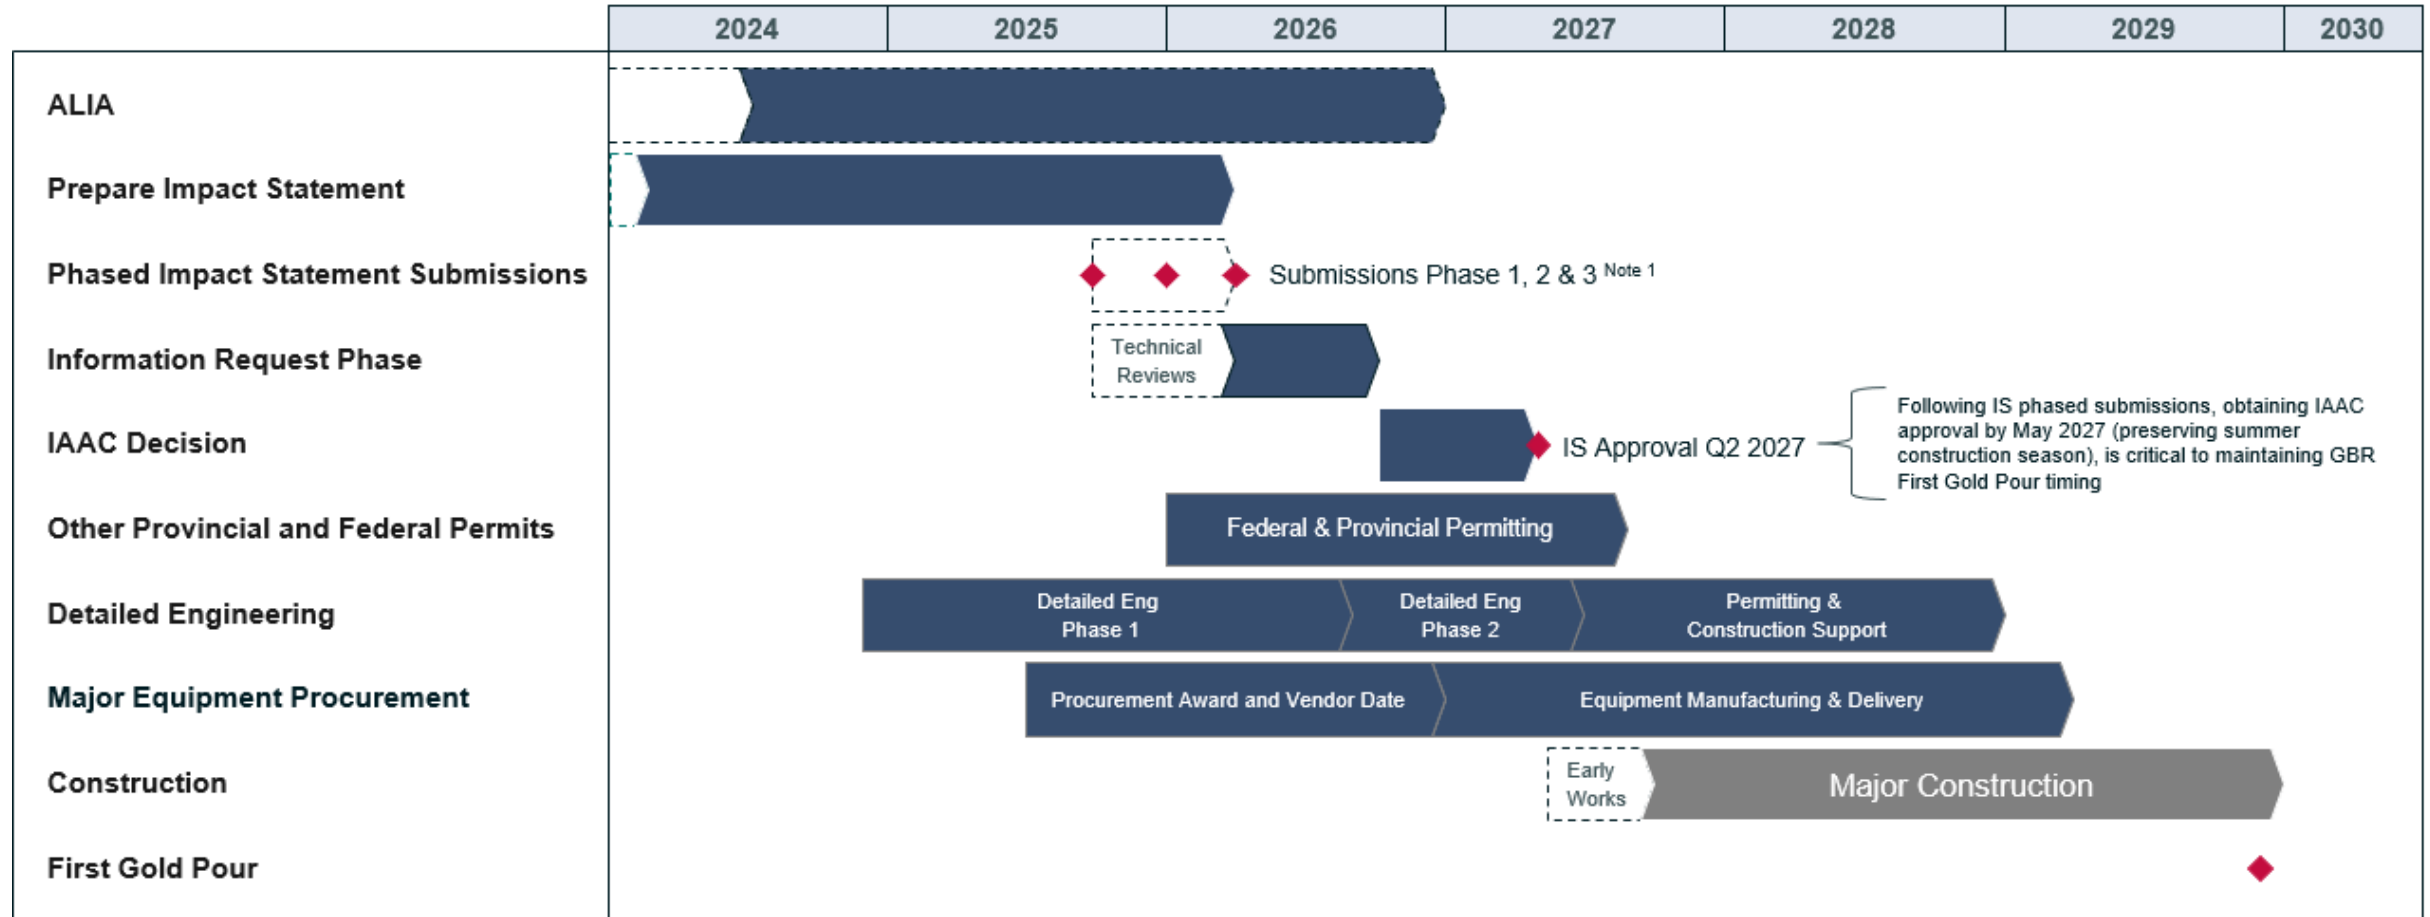 2024 2025 2026 2027 2028 2029 2030
ALIA
Prepare Impact Statement
Phased Impact Statement Submissions
Submissions Phase 1, 2 & 3 Note 1
Information Request Phase
Technical
Reviews
IAAC Decision
IS Approval Q2 2027
Following IS phased submissions, obtaining IAAC
approval by May 2027 (preserving summer
construction season), is critical to maintaining GBR
First Gold Pour timing
Other Provincial and Federal Permits
Federal & Provincial Permitting
Detailed Engineering
Detailed Eng
Phase 1
Detailed Eng
Phase 2
Permitting &
Construction Support
Major Equipment Procurement
Procurement Award and Vendor Date
Equipment Manufacturing & Delivery
Construction
Early
Works
Major Construction
First Gold Pour